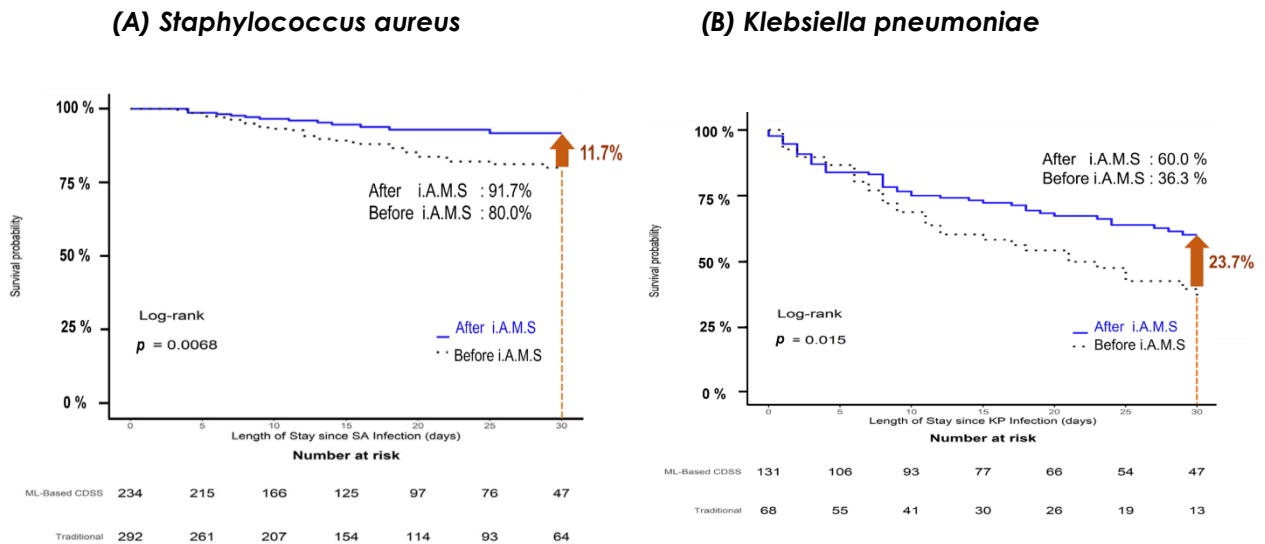 (A) Staphylococcus aureus
100 %
75 %
50 %
25 %
0 %
Survival probability
After i.A.M.S : 91.7%
Before i.A.M.S : 80.0%
11.7%
Log-rank
p = 0.0068
After i.A.M.S
Before i.A.M.S
0 5 10 15 20 25 30
Length of Stay since SA Infection (days)
Number at risk
ML-Based CDSS 234 215 166 125 97 76 47
Traditional 292 261 207 154 114 93 64
(B) Klebsiella pneumoniae
100 %
75 %
50 %
25 %
0 %
Survival probability
After i.A.M.S : 60.0 %
Before i.A.M.S : 36.3 %
23.7%
Log-rank
p = 0.015
After i.A.M.S
Before i.A.M.S
0 5 10 15 20 25 30
Length of Stay since KP Infection (days)
Number at risk
ML-Based CDSS 131 106 93 77 66 54 47
Traditional 68 55 41 30 26 19 13